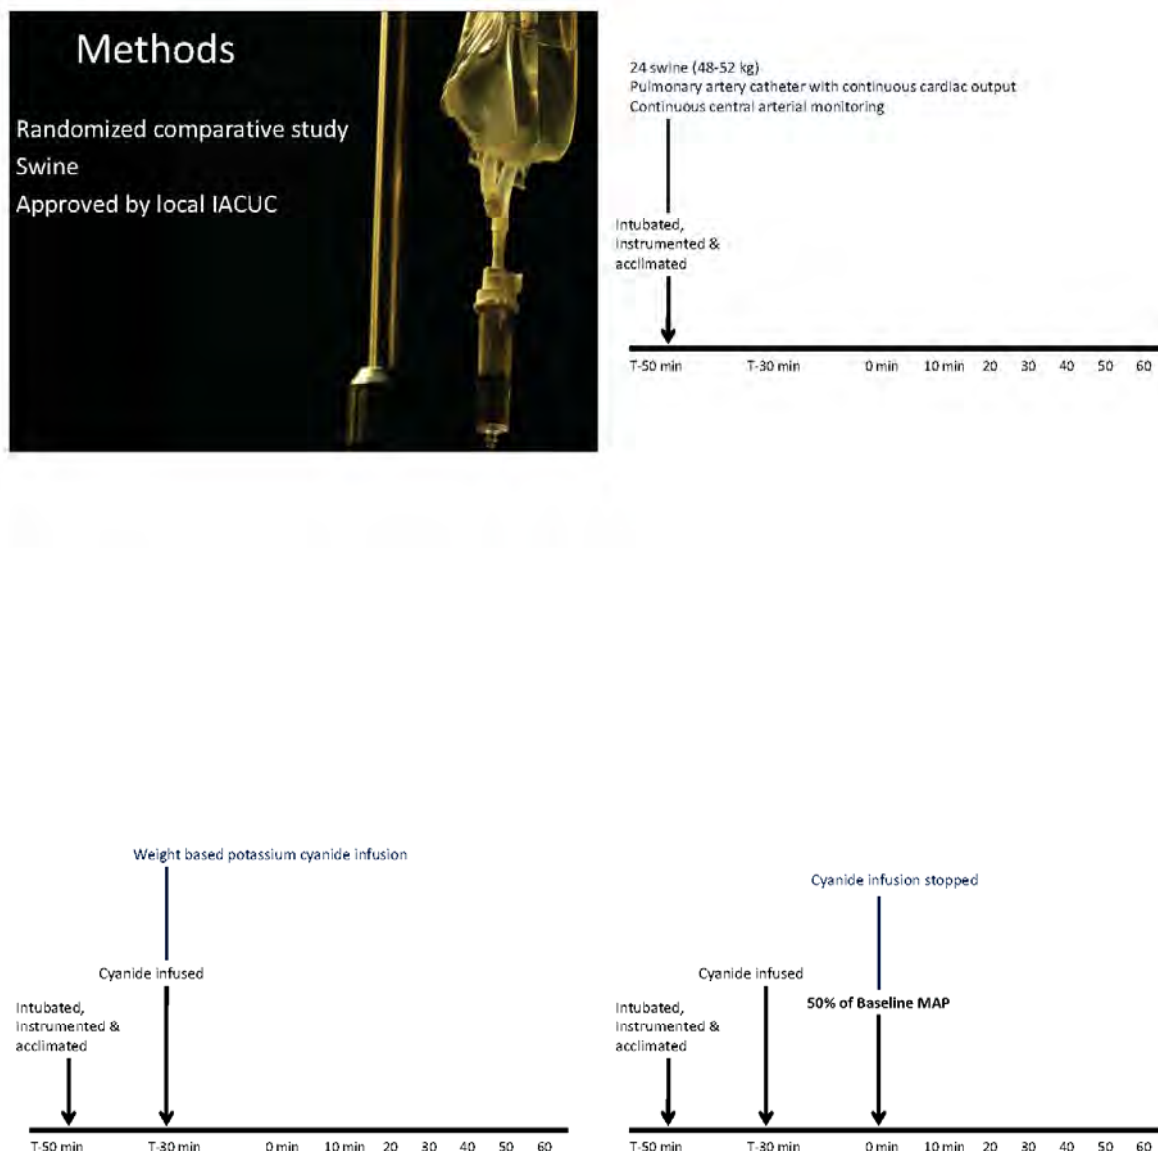 Methods
Randomized comparative study
Swine
Approved by local IACUC
24 swine (48-52 kg)
Pulmonary artery catheter with continuous cardiac output
Continuous central arterial monitoring
Intubated,
instrumented &
acclimated
T-50 min T-30 min 0 min 10 min 20 30 40 50 60
Weight based potassium cyanide infusion
Cyanide infused
Intubated,
instrumented &
acclimated
T-50 min T-30 min 0 min 10 min 20 30 40 50 60
Cyanide infusion stopped
Cyanide infused
50% of Baseline MAP
Intubated,
instrumented &
acclimated
T-50 min T-30 min 0 min 10 min 20 30 40 50 60